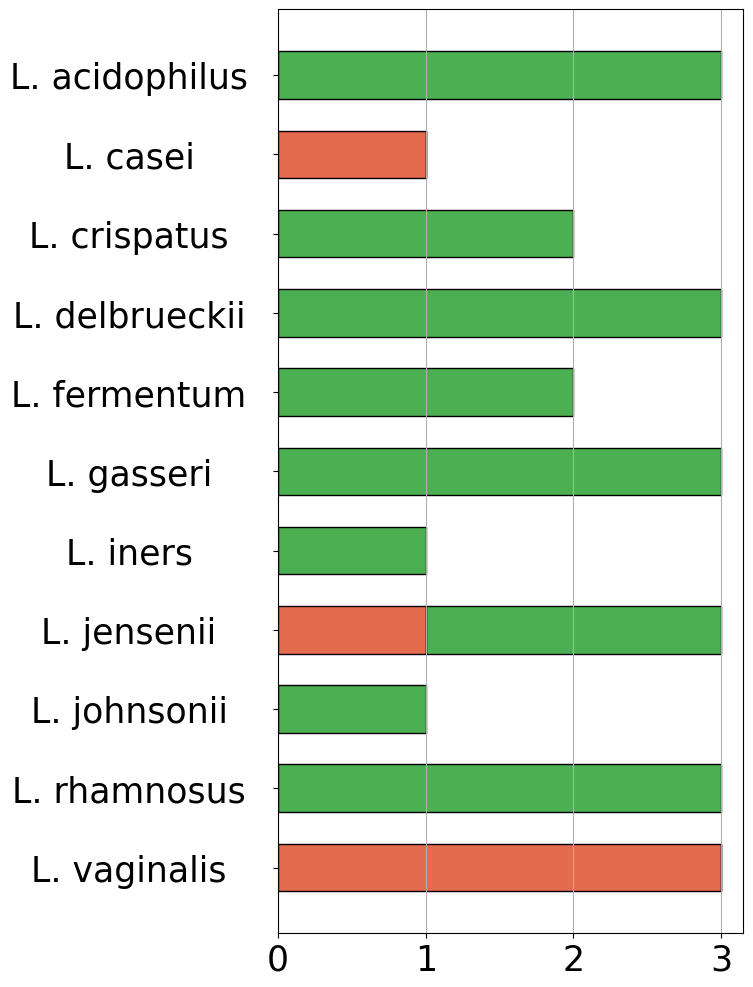 L. acidophilus
L. casei
L. crispatus
L. delbrueckii
L. fermentum
L. gasseri
L. iners
L. jensenii
L. johnsonii
L. rhamnosus
L. vaginalis
0 1 2 3